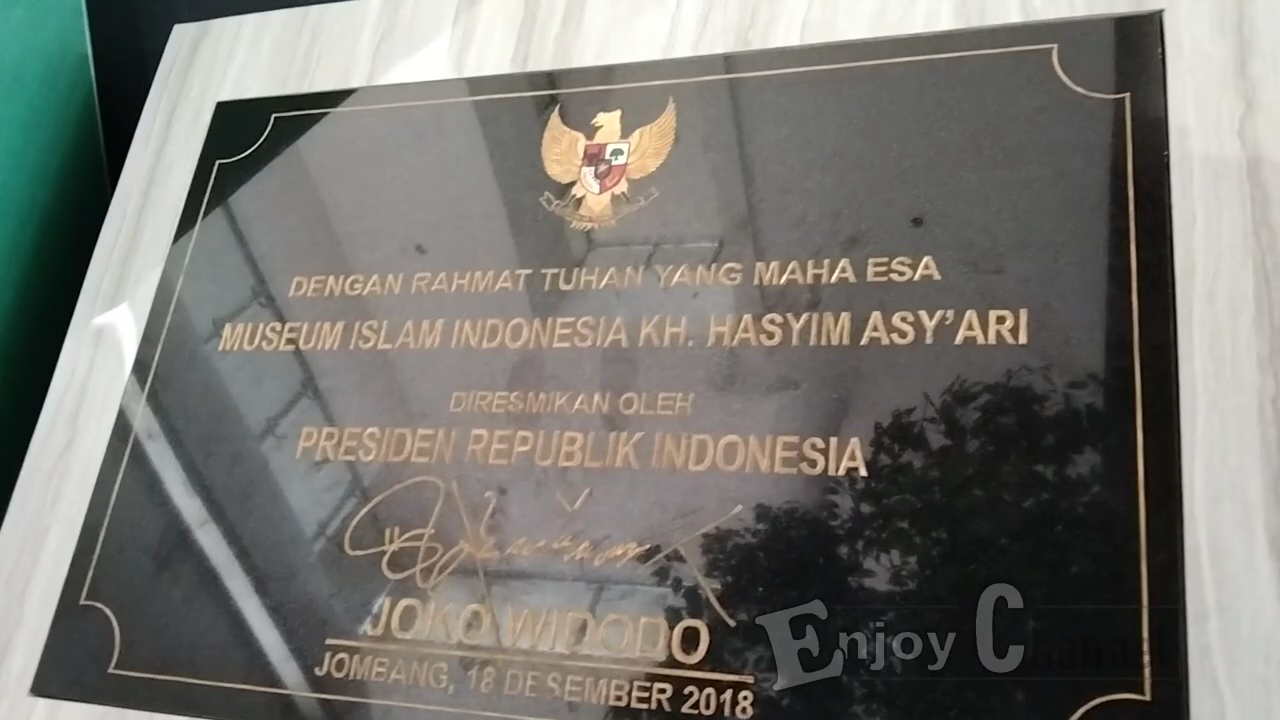 DENGAN RAHMAT TUHAN YANG MAHA ESA
MUSEUM ISLAM INDONESIA KH. HASYIM ASY'ARI
DIRESMIKAN OLEH
PRESIDEN REPUBLIK INDONESIA
JOKO WIDODO
JOMBANG, 18 DESEMBER 2018
Enjoy